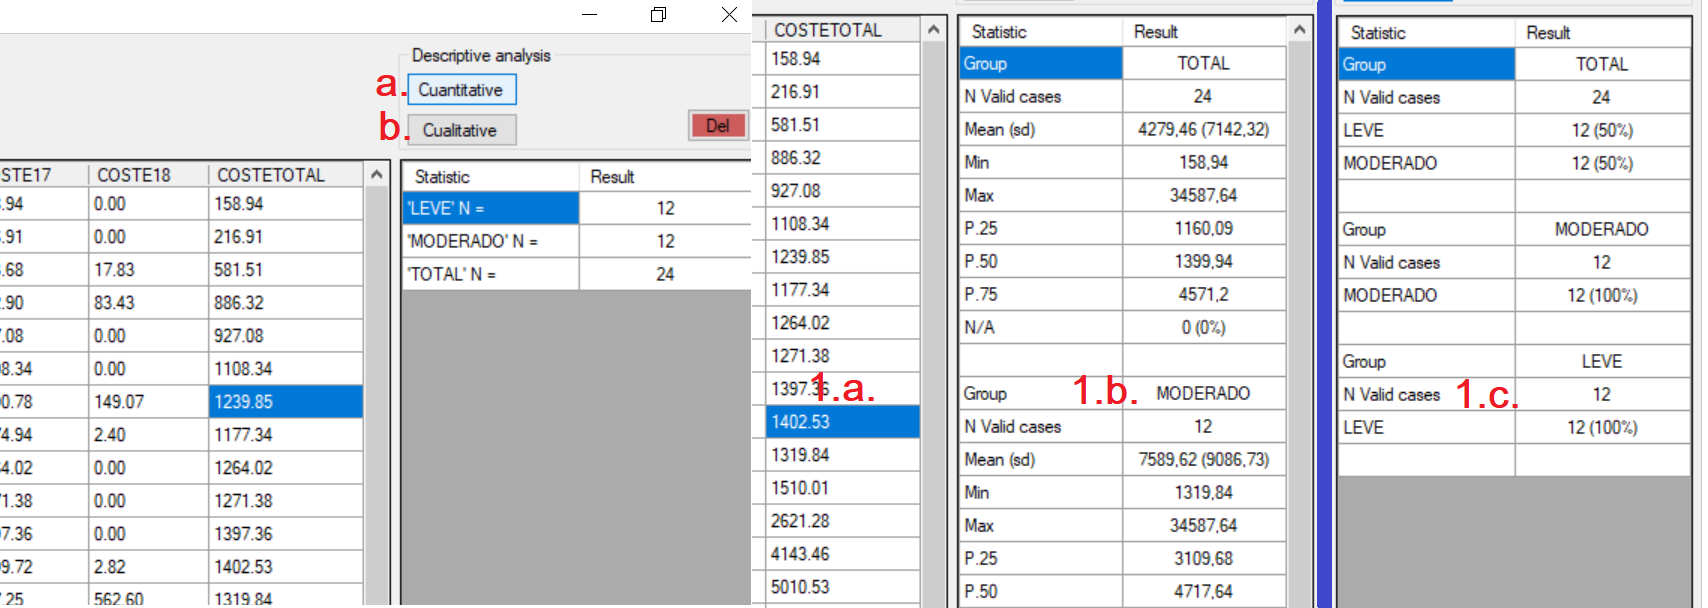 Descriptive analysis
a. Cuantitative
b. Cualitative
Del
STE17 COSTE18 COSTETOTAL
.94 0.00 158.94
.91 0.00 216.91
.68 17.83 581.51
.90 83.43 886.32
.08 0.00 927.08
8.34 0.00 1108.34
0.78 149.07 1239.85
4.94 2.40 1177.34
4.02 0.00 1264.02
1.38 0.00 1271.38
7.36 0.00 1397.36
9.72 2.82 1402.53
.25 562.60 1319.84
Statistic Result
'LEVE' N = 12
'MODERADO' N = 12
'TOTAL' N = 24
COSTETOTAL
158.94
216.91
581.51
886.32
927.08
1108.34
1239.85
1177.34
1264.02
1271.38
1397.36
1.a.
1402.53
1319.84
1510.01
2621.28
4143.46
5010.53
Statistic Result
Group TOTAL
N Valid cases 24
Mean (sd) 4279,46 (7142,32)
Min 158,94
Max 34587,64
P.25 1160,09
P.50 1399,94
P.75 4571,2
N/A 0 (0%)
Group 1.b. MODERADO
N Valid cases 12
Mean (sd) 7589,62 (9086,73)
Min 1319,84
Max 34587,64
P.25 3109,68
P.50 4717,64
Statistic Result
Group TOTAL
N Valid cases 24
LEVE 12 (50%)
MODERADO 12 (50%)
Group MODERADO
N Valid cases 12
MODERADO 12 (100%)
Group LEVE
N Valid cases 1.c. 12
LEVE 12 (100%)